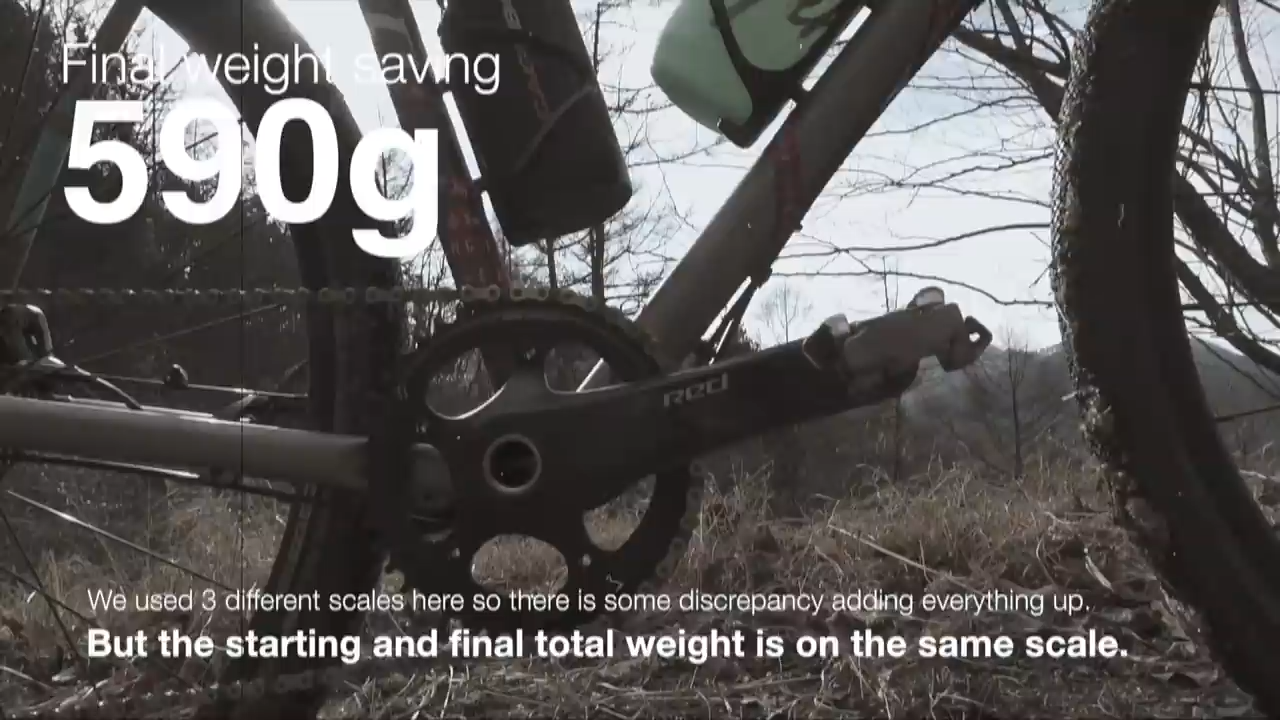 Final weight saving
590g
RED
We used 3 different scales here so there is some discrepancy adding everything up.
But the starting and final total weight is on the same scale.